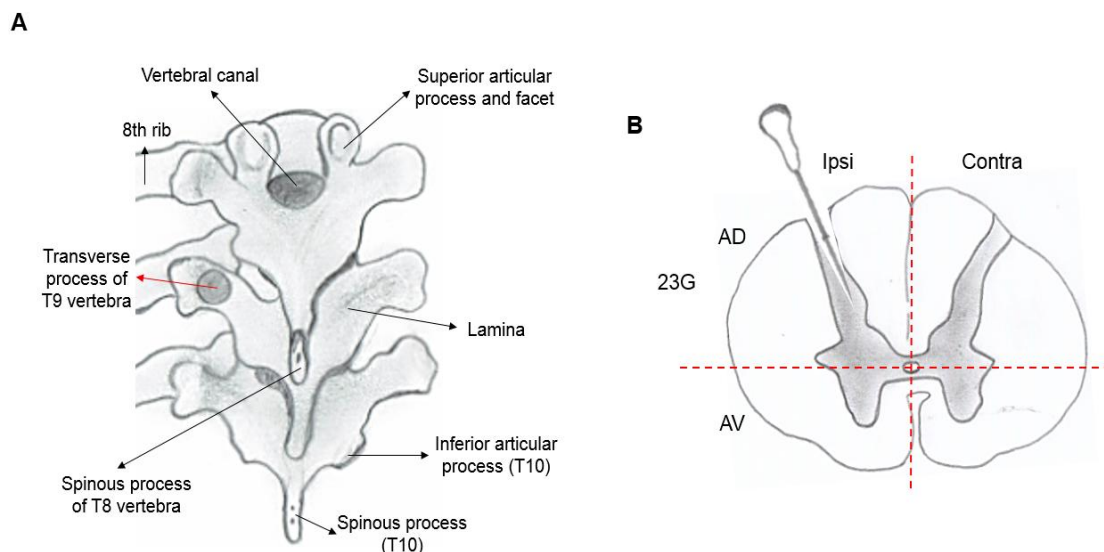 A
Vertebral canal
Superior articular
process and facet
8th rib
Transverse
process of
T9 vertebra
Lamina
Spinous process
of T8 vertebra
Inferior articular
process (T10)
Spinous process
(T10)
B
Ipsi
Contra
AD
23G
AV